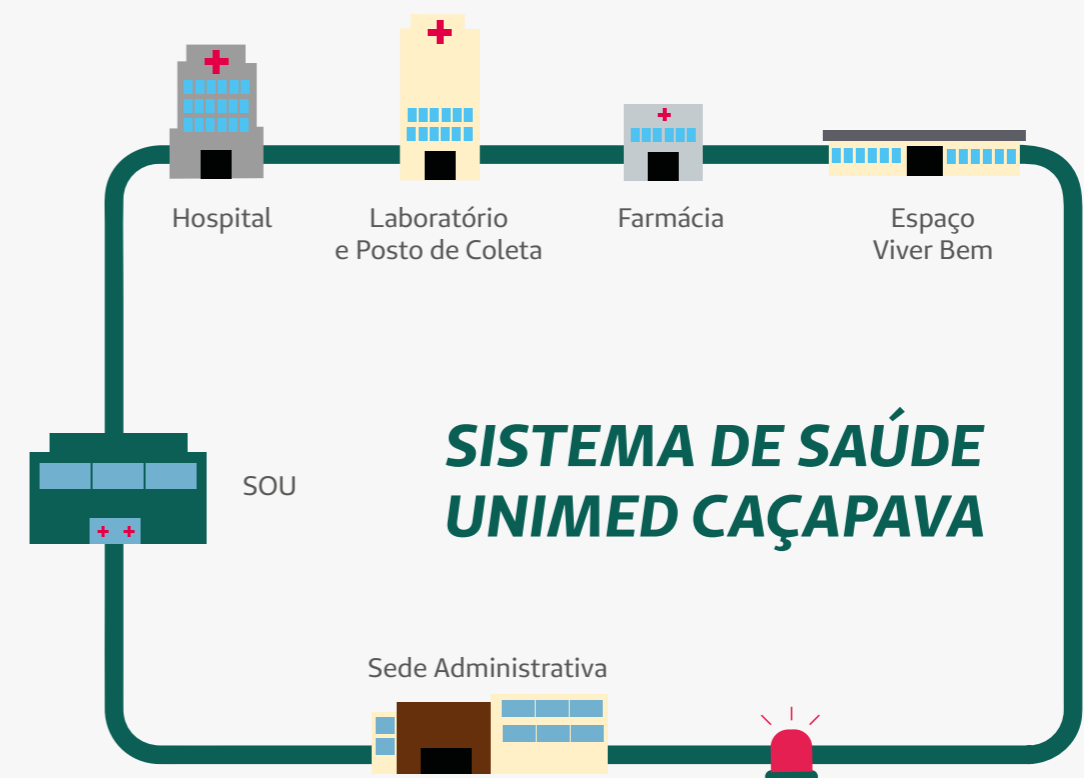 Hospital
Laboratório
e Posto de Coleta
Farmácia
Espaço
Viver Bem
SOU
SISTEMA DE SAÚDE
UNIMED CAÇAPAVA
Sede Administrativa